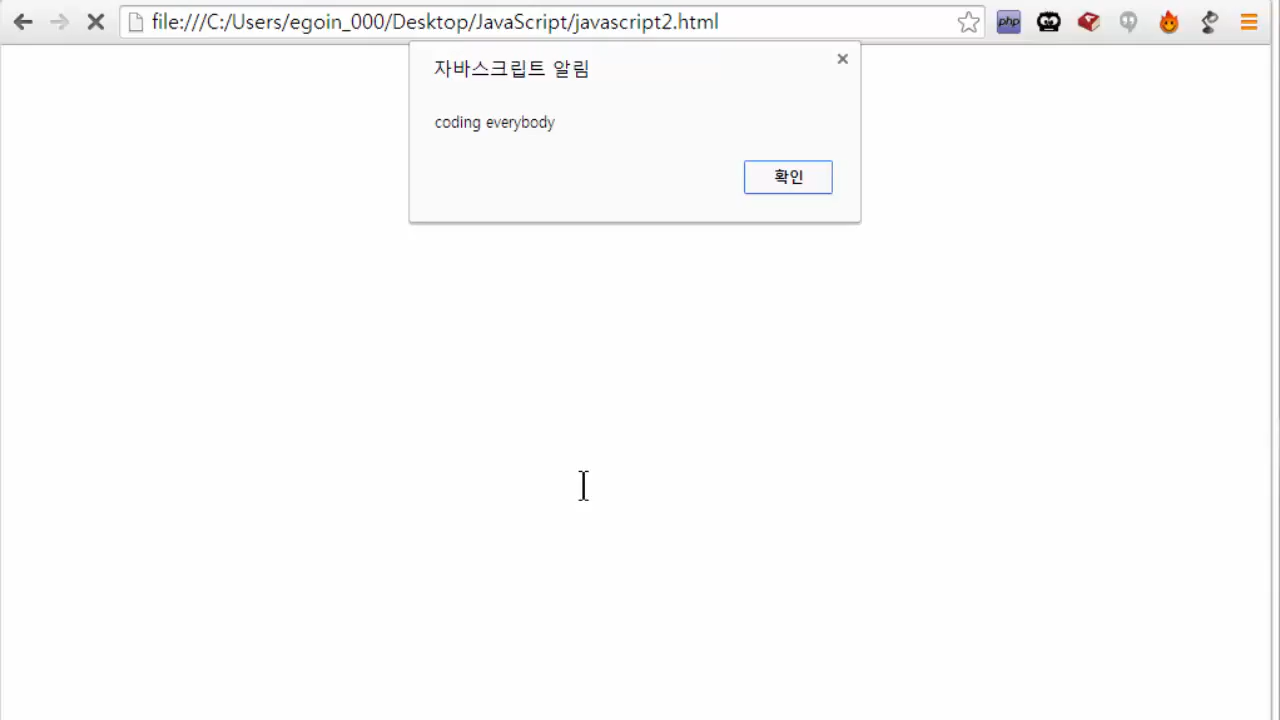 file:///C:/Users/egoin_000/Desktop/JavaScript/javascript2.html
php
자바스크립트 알림
coding everybody
확인